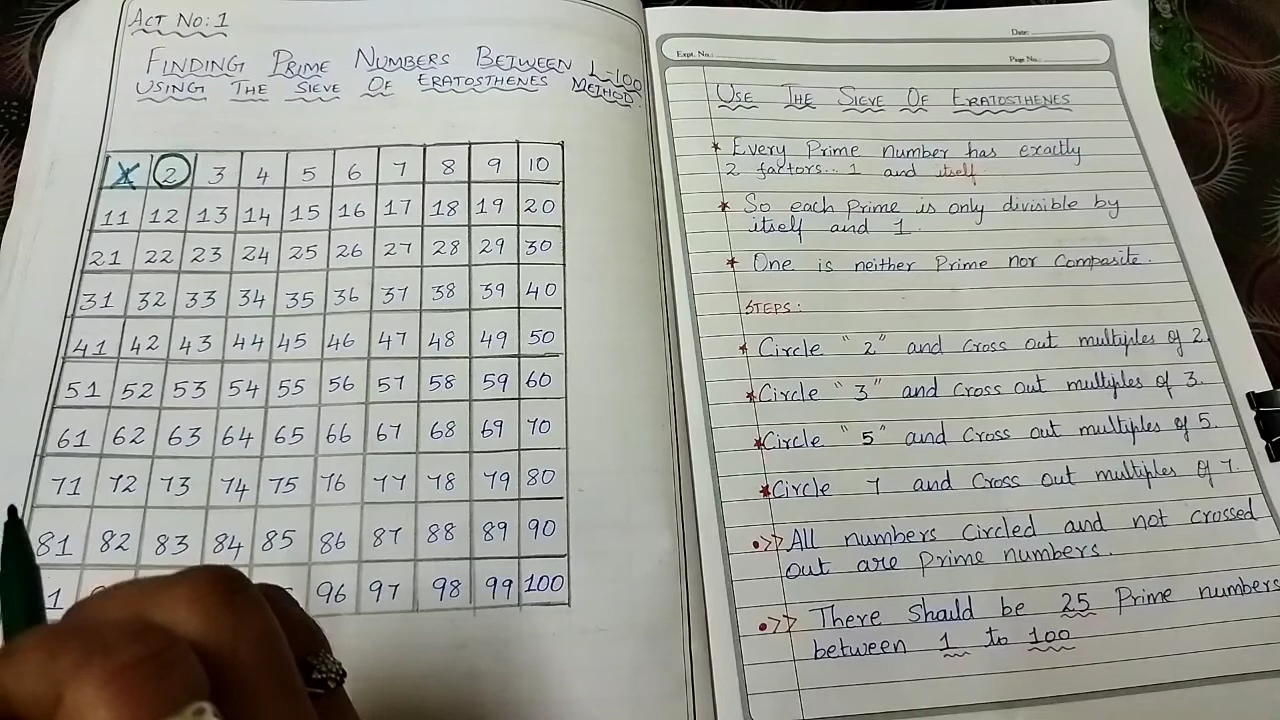 ACT NO: 1
FINDING PRIME NUMBERS BETWEEN 1-100
USING THE SIEVE OF ERATOSTHENES METHOD.
1 2 3 4 5 6 7 8 9 10
11 12 13 14 15 16 17 18 19 20
21 22 23 24 25 26 27 28 29 30
31 32 33 34 35 36 37 38 39 40
41 42 43 44 45 46 47 48 49 50
51 52 53 54 55 56 57 58 59 60
61 62 63 64 65 66 67 68 69 70
71 72 73 74 75 76 77 78 79 80
81 82 83 84 85 86 87 88 89 90
96 97 98 99 100
Date:
Expt. No.:
Page No.:
USE THE SIEVE OF ERATOSTHENES
* Every Prime number has exactly
2 factors.. 1 and itself.
* So each Prime is only divisible by
itself and 1.
* One is neither Prime nor Composite.
STEPS:
* Circle "2" and Cross out multiples of 2.
* Circle "3" and Cross out multiples of 3.
* Circle "5" and Cross out multiples of 5.
* Circle 7 and Cross out multiples of 7.
•>> All numbers Circled and not crossed
out are Prime numbers.
•>> There Should be 25 Prime numbers
between 1 to 100